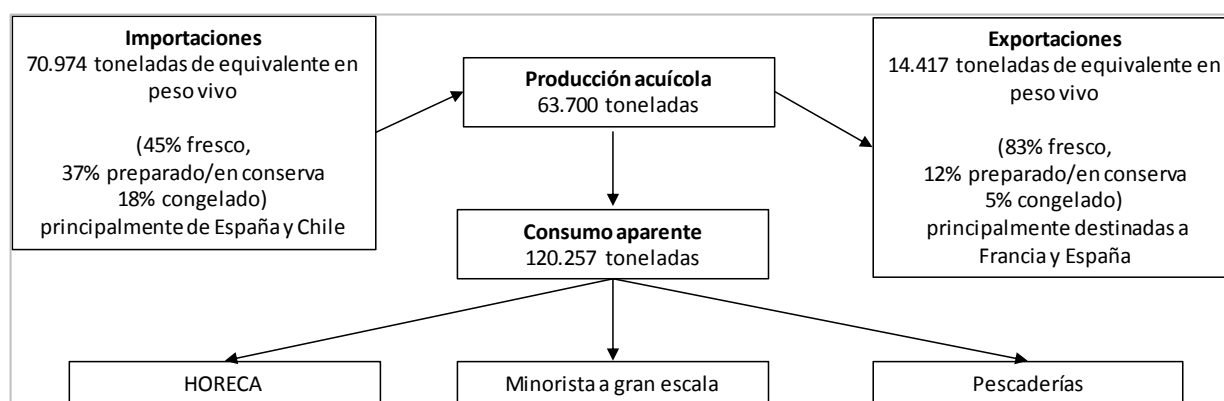 Importaciones
70.974 toneladas de equivalente en
peso vivo
(45% fresco,
37% preparado/en conserva
18% congelado)
principalmente de España y Chile
Producción acuícola
63.700 toneladas
Exportaciones
14.417 toneladas de equivalente en
peso vivo
(83% fresco,
12% preparado/en conserva
5% congelado)
principalmente destinadas a
Francia y España
Consumo aparente
120.257 toneladas
HORECA
Minorista a gran escala
Pescaderías